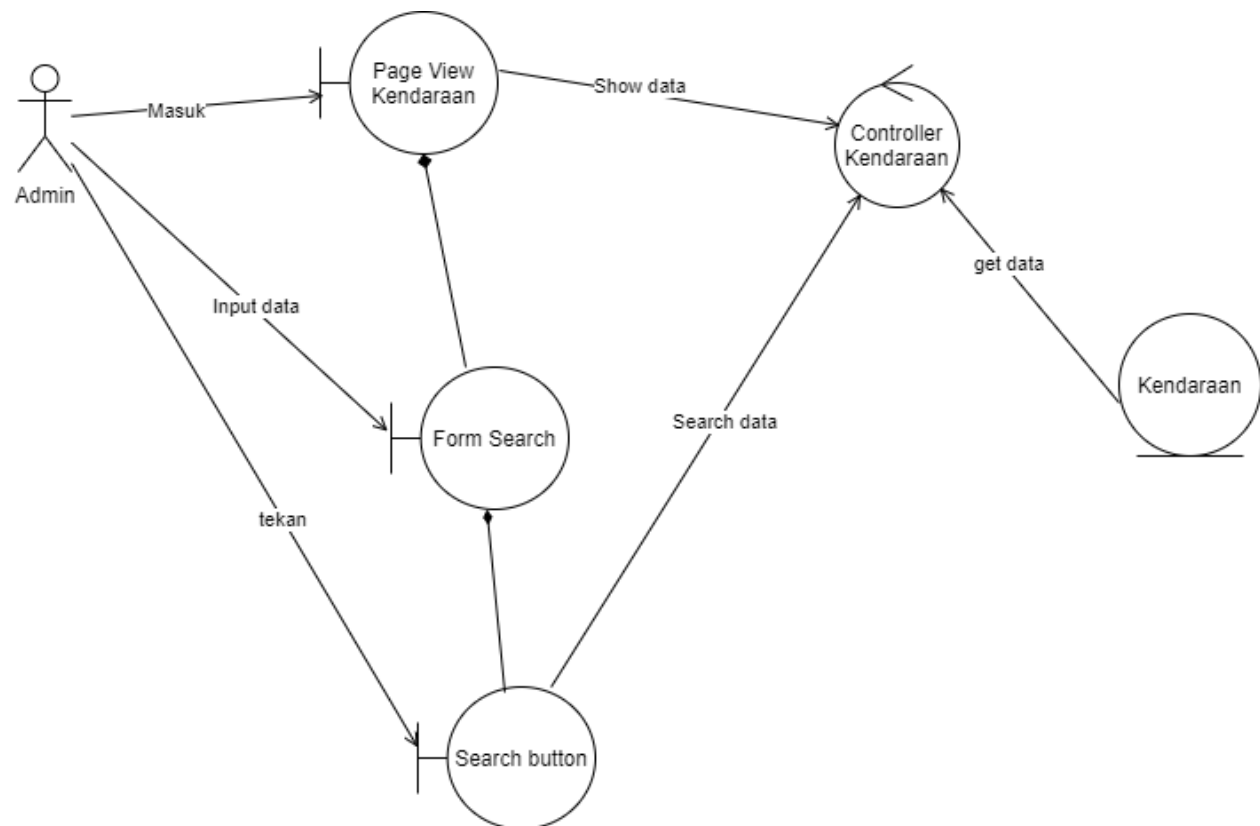 Page View
Kendaraan
Show data
Masuk
Controller
Kendaraan
Admin
get data
Input data
Kendaraan
Search data
Form Search
tekan
Search button